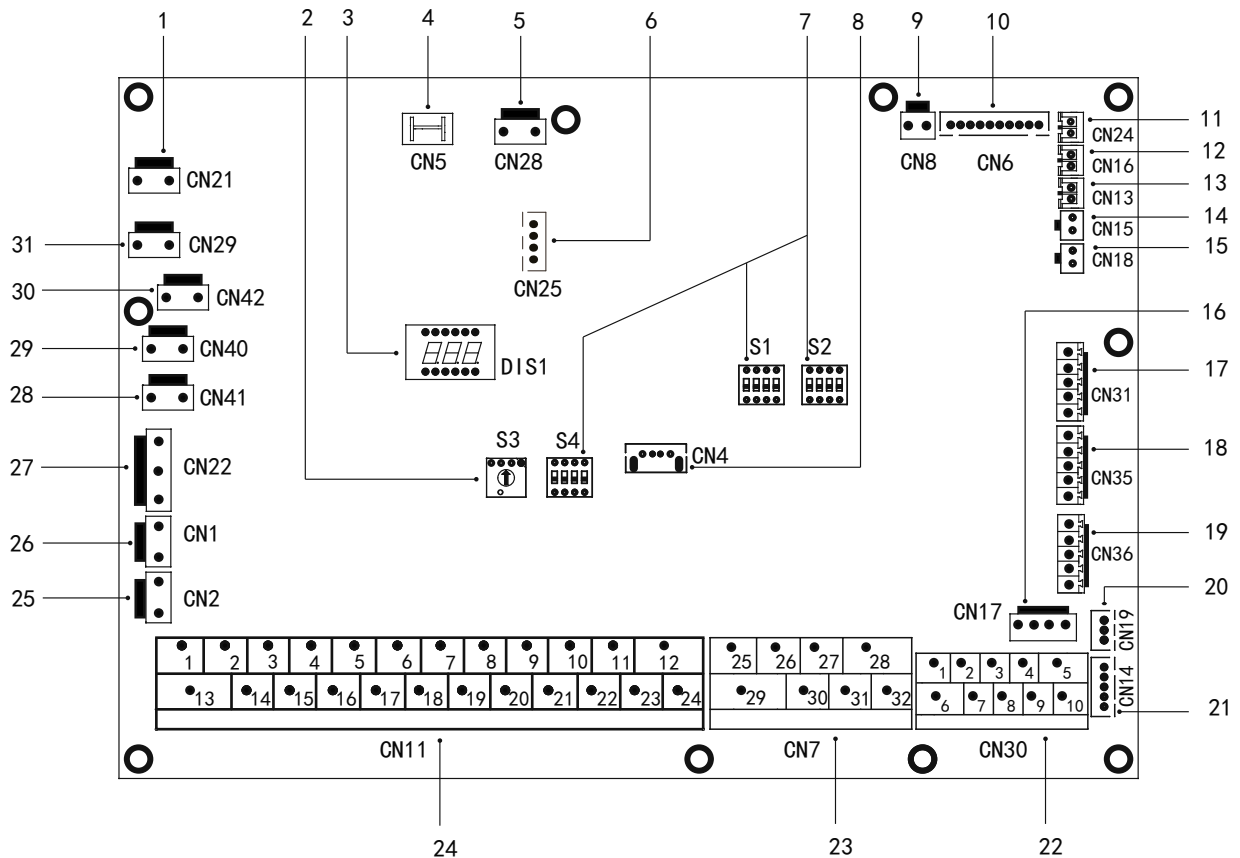 1 2 3 4 5 6 7 8 9 10
CN5 CN28 CN8 CN6 CN24 11
CN21 CN16 12
CN13 13
CN15 14
31 CN29 CN18 15
30 CN42 CN25 16
29 CN40 DIS1 S1 S2 CN31 17
28 CN41
27 CN22 S3 S4 CN4 CN35 18
26 CN1 CN36 19
25 CN2 CN17 CN19 20
1 2 3 4 5 6 7 8 9 10 11 12 25 26 27 28 1 2 3 4 5
13 14 15 16 17 18 19 20 21 22 23 24 29 30 31 32 6 7 8 9 10 CN14 21
CN11 CN7 CN30
24 23 22